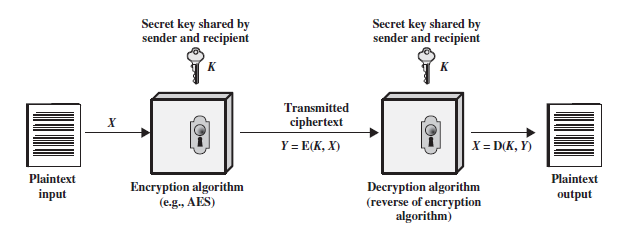 Secret key shared by
sender and recipient
K
Secret key shared by
sender and recipient
K
X
Transmitted
ciphertext
Y = E(K, X)
X = D(K, Y)
Plaintext
input
Encryption algorithm
(e.g., AES)
Decryption algorithm
(reverse of encryption
algorithm)
Plaintext
output